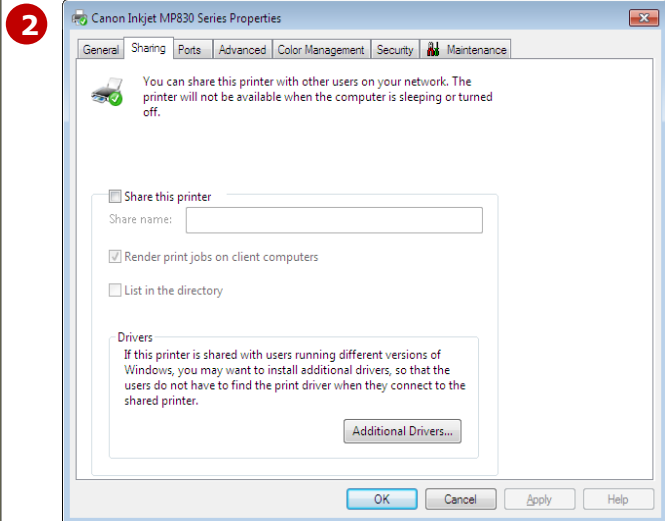 2
Canon Inkjet MP830 Series Properties
General Sharing Ports Advanced Color Management Security Maintenance
You can share this printer with other users on your network. The
printer will not be available when the computer is sleeping or turned
off.
Share this printer
Share name:
Render print jobs on client computers
List in the directory
Drivers
If this printer is shared with users running different versions of
Windows, you may want to install additional drivers, so that the
users do not have to find the print driver when they connect to the
shared printer.
Additional Drivers...
OK Cancel Apply Help